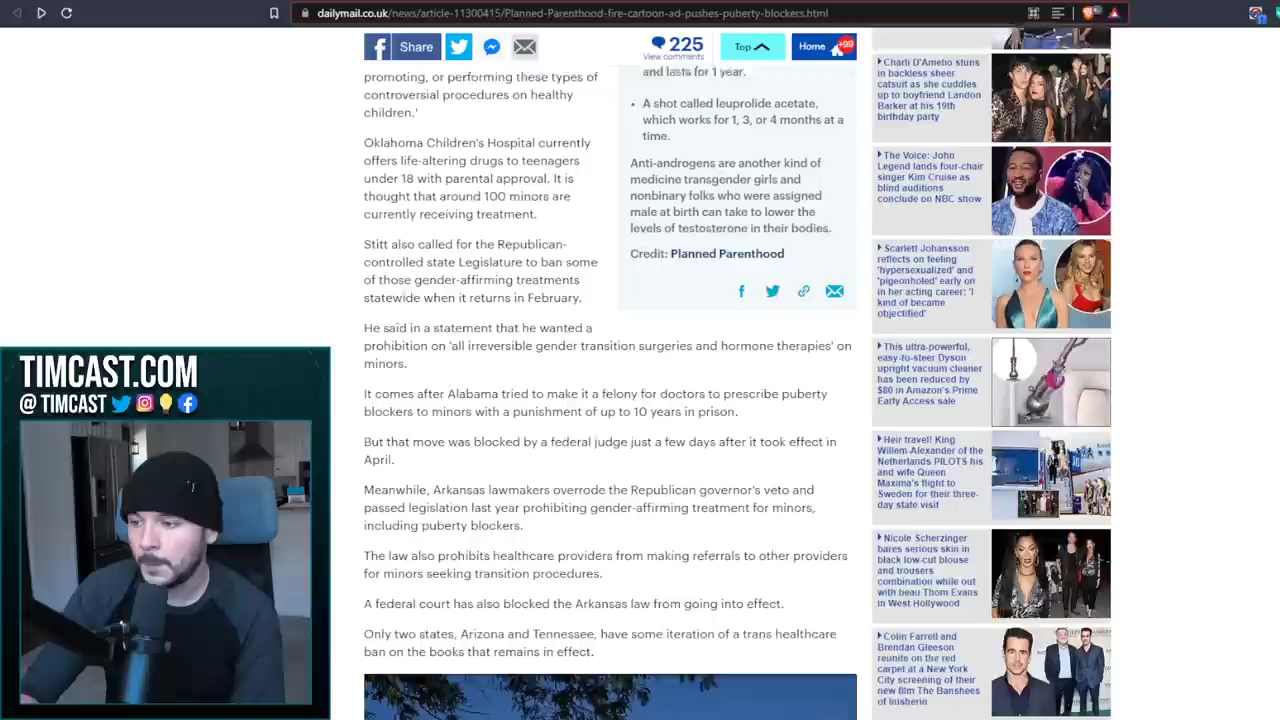 dailymail.co.uk/news/article-11300415/Planned-Parenthood-fire-cartoon-ad-pushes-puberty-blockers.html
Share
225
View comments
Top
Home
+99
promoting, or performing these types of
controversial procedures on healthy
children.'
Oklahoma Children's Hospital currently
offers life-altering drugs to teenagers
under 18 with parental approval. It is
thought that around 100 minors are
currently receiving treatment.
Stitt also called for the Republican-
controlled state Legislature to ban some
of those gender-affirming treatments
statewide when it returns in February.
He said in a statement that he wanted a
prohibition on 'all irreversible gender transition surgeries and hormone therapies' on
minors.
It comes after Alabama tried to make it a felony for doctors to prescribe puberty
blockers to minors with a punishment of up to 10 years in prison.
But that move was blocked by a federal judge just a few days after it took effect in
April.
Meanwhile, Arkansas lawmakers overrode the Republican governor's veto and
passed legislation last year prohibiting gender-affirming treatment for minors,
including puberty blockers.
The law also prohibits healthcare providers from making referrals to other providers
for minors seeking transition procedures.
A federal court has also blocked the Arkansas law from going into effect.
Only two states, Arizona and Tennessee, have some iteration of a trans healthcare
ban on the books that remains in effect.
and lasts for 1 year.
• A shot called leuprolide acetate,
which works for 1, 3, or 4 months at a
time.
Anti-androgens are another kind of
medicine transgender girls and
nonbinary folks who were assigned
male at birth can take to lower the
levels of testosterone in their bodies.
Credit: Planned Parenthood
Charli D'Amelio stuns
in backless sheer
catsuit as she cuddles
up to boyfriend Landon
Barker at his 19th
birthday party
The Voice: John
Legend lands four-chair
singer Kim Cruise as
blind auditions
conclude on NBC show
Scarlett Johansson
reflects on feeling
'hypersexualized' and
'pigeonholed' early on
in her acting career: 'I
kind of became
objectified'
This ultra-powerful,
easy-to-steer Dyson
upright vacuum cleaner
has been reduced by
$80 in Amazon's Prime
Early Access sale
Heir travel! King
Willem-Alexander of the
Netherlands PILOTS his
and wife Queen
Maxima's flight to
Sweden for their three-
day state visit
Nicole Scherzinger
bares serious skin in
black low-cut blouse
and trousers
combination while out
with beau Thom Evans
in West Hollywood
Colin Farrell and
Brendan Gleeson
reunite on the red
carpet at a New York
City screening of their
new film The Banshees
of Inisherin
TIMCAST.COM
@ TIMCAST